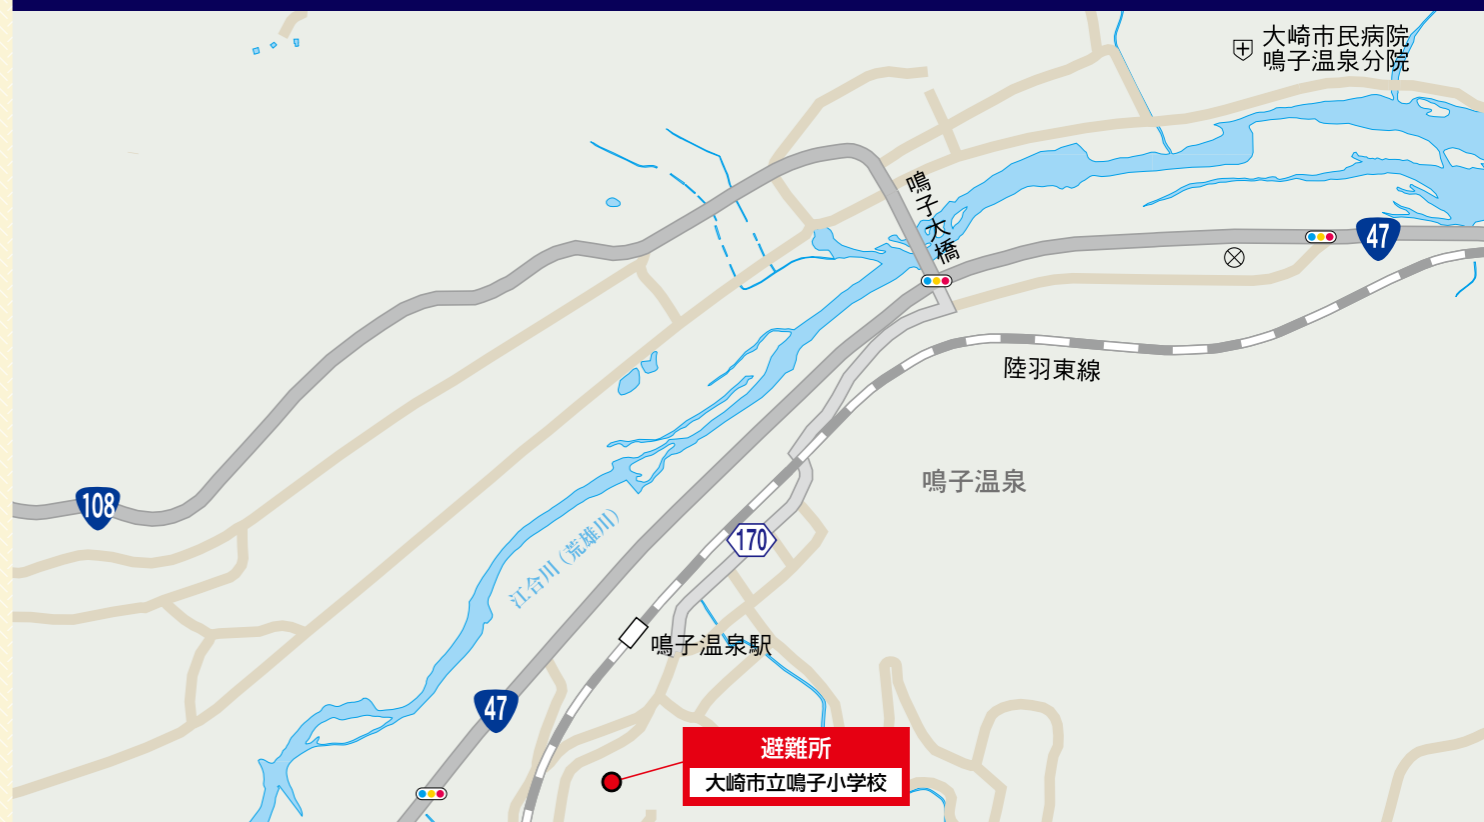 大崎市民病院
鳴子温泉分院
鳴子大橋
47
陸羽東線
鳴子温泉
108
江合川（荒雄川）
170
鳴子温泉駅
47
避難所
大崎市立鳴子小学校